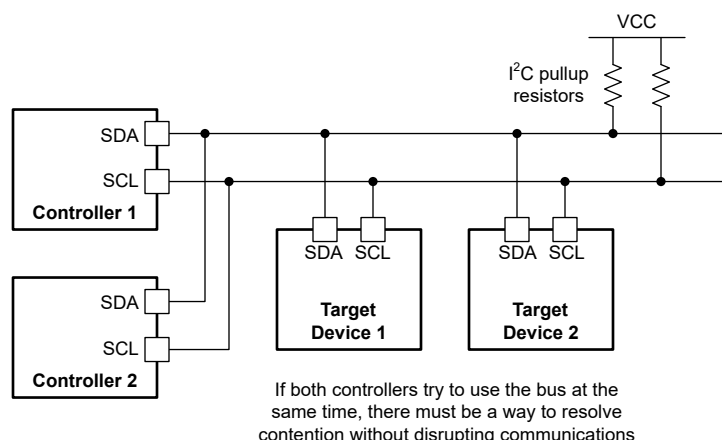 VCC
I²C pullup
resistors
SDA
SCL
Controller 1
SDA
SCL
Controller 2
SDA SCL
Target
Device 1
SDA SCL
Target
Device 2
If both controllers try to use the bus at the
same time, there must be a way to resolve
contention without disrupting communications